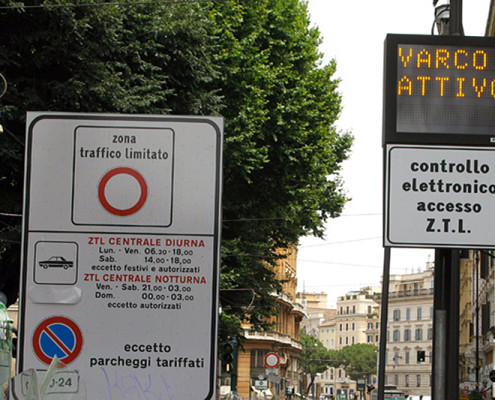 zona
traffico limitato
ZTL CENTRALE DIURNA
Lun. - Ven. 06.30 - 18.00
Sab. 14.00 - 18.00
eccetto festivi e autorizzati
ZTL CENTRALE NOTTURNA
Ven. - Sab. 21.00 - 03.00
Dom. 00.00 - 03.00
eccetto autorizzati
eccetto
parcheggi tariffati
0-24
VARCO
ATTIVO
controllo
elettronico
accesso
Z.T.L.